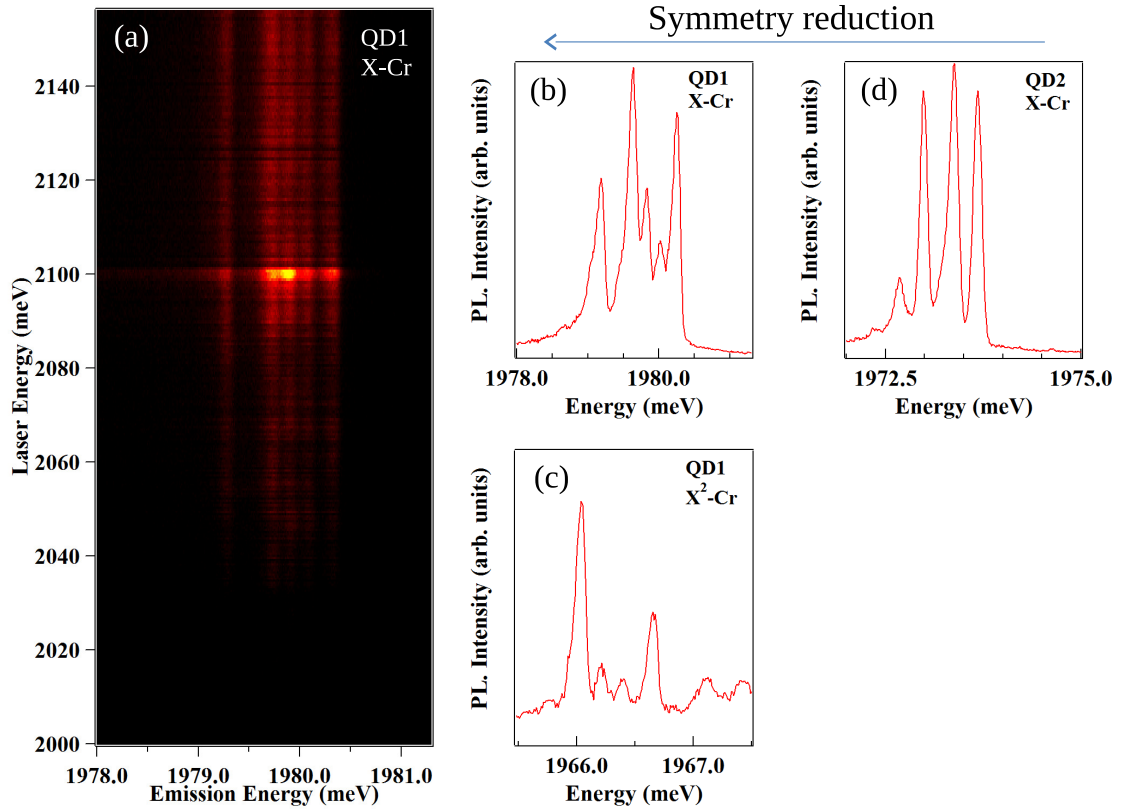 Symmetry reduction
(a)
QD1
X-Cr
2140
2120
2100
2080
2060
2040
2020
2000
Laser Energy (meV)
1978.0
1979.0
1980.0
1981.0
Emission Energy (meV)
(b)
QD1
X-Cr
PL. Intensity (arb. units)
1978.0
1980.0
Energy (meV)
(d)
QD2
X-Cr
PL. Intensity (arb. units)
1972.5
1975.0
Energy (meV)
(c)
QD1
X²-Cr
PL. Intensity (arb. units)
1966.0
1967.0
Energy (meV)